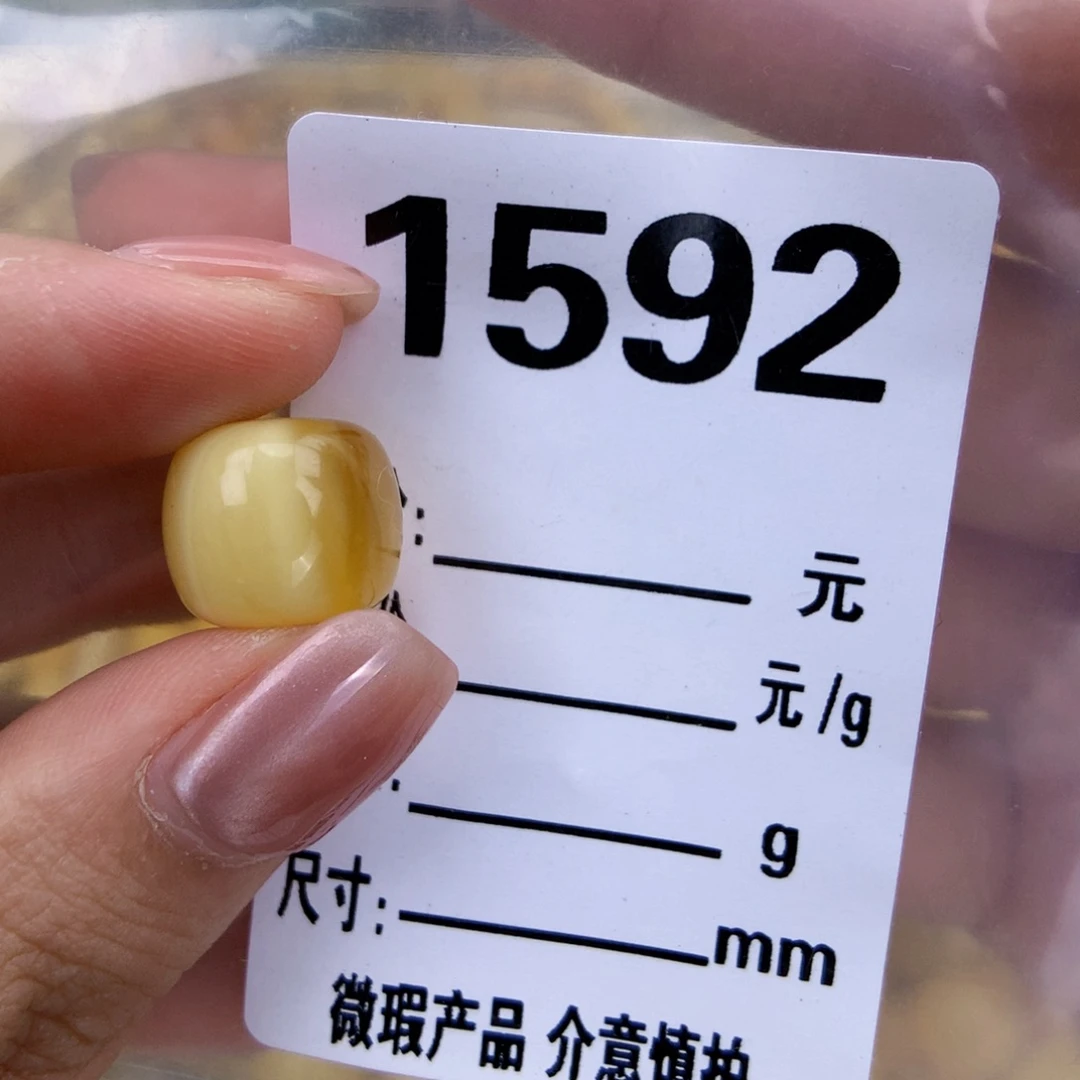 1592
: 元
元/g
: g
尺寸: mm
微瑕产品 介意慎拍